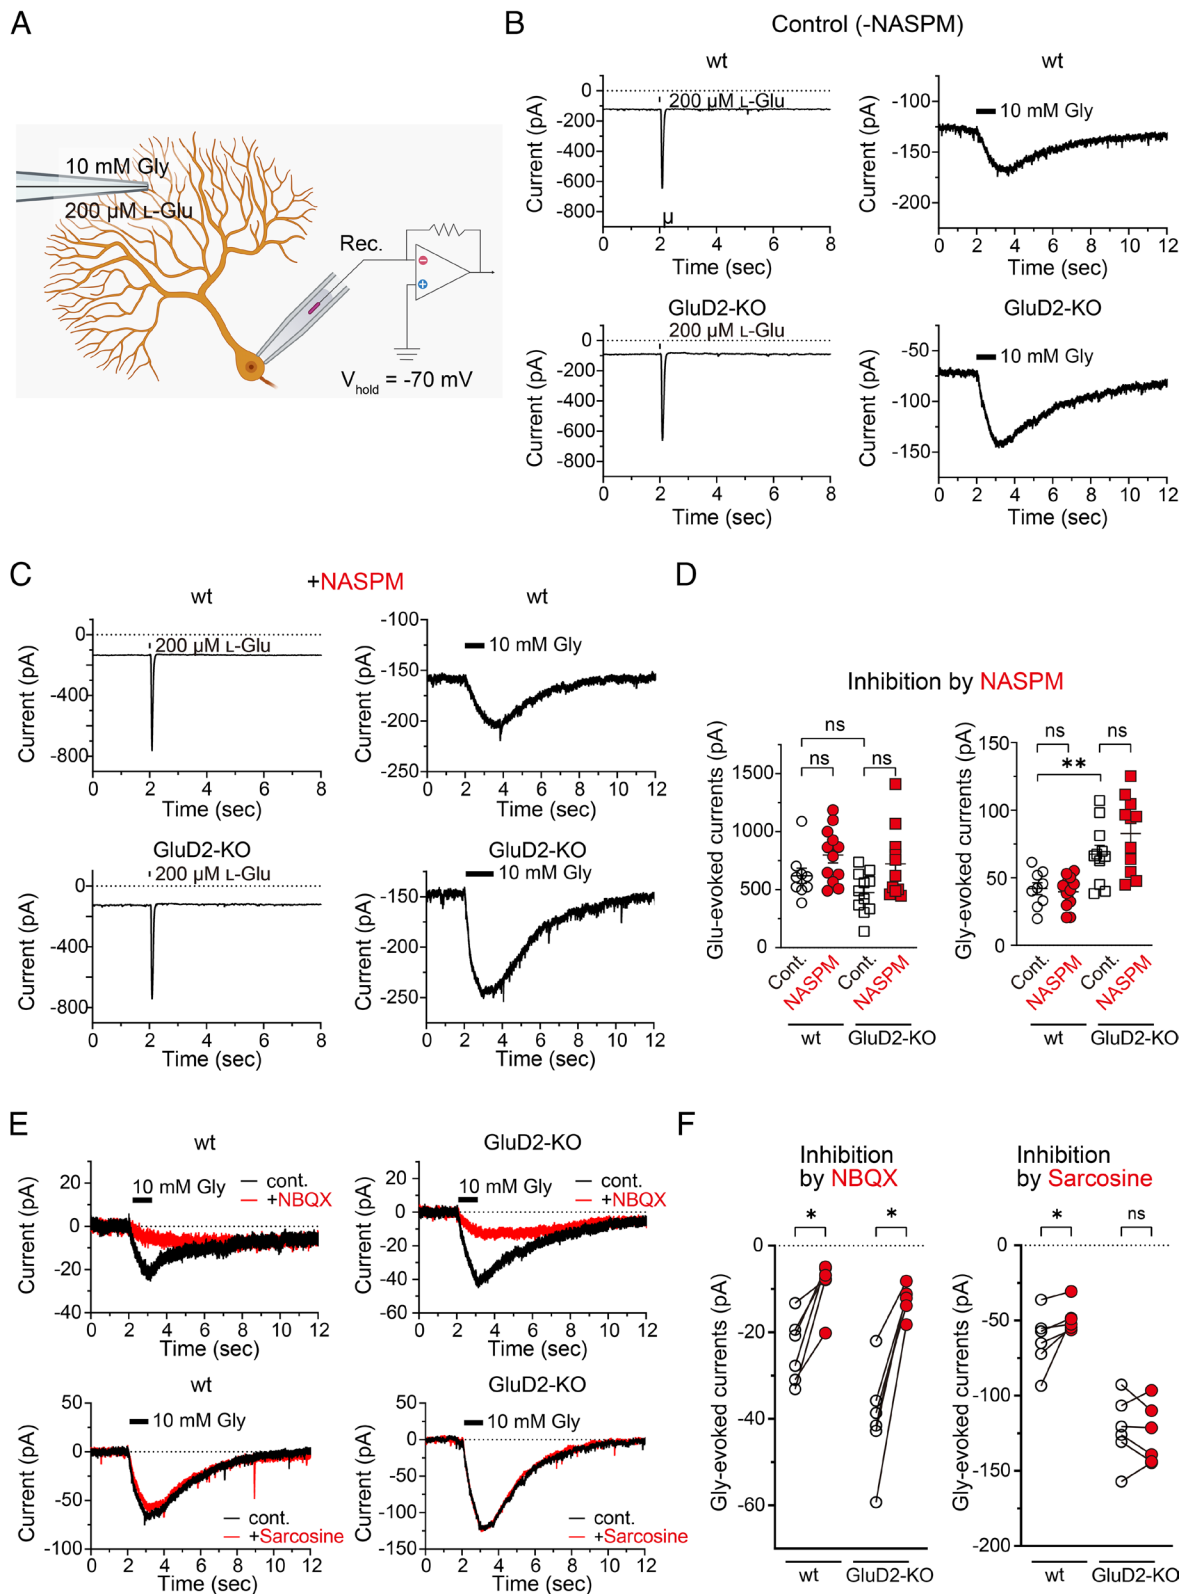 A
10 mM Gly
200 µM L-Glu
Rec.
Vhold = -70 mV
B
Control (-NASPM)
wt
0
-200
-400
-600
-800
Current (pA)
200 µM L-Glu
µ
0 2 4 6 8
Time (sec)
wt
-100
-150
-200
Current (pA)
10 mM Gly
0 2 4 6 8 10 12
Time (sec)
GluD2-KO
0
-200
-400
-600
-800
Current (pA)
200 µM L-Glu
0 2 4 6 8
Time (sec)
GluD2-KO
-50
-100
-150
Current (pA)
10 mM Gly
0 2 4 6 8 10 12
Time (sec)
C
+NASPM
wt
0
-400
-800
Current (pA)
200 µM L-Glu
0 2 4 6 8
Time (sec)
wt
-100
-150
-200
-250
Current (pA)
10 mM Gly
0 2 4 6 8 10 12
Time (sec)
GluD2-KO
0
-400
-800
Current (pA)
200 µM L-Glu
0 2 4 6 8
Time (sec)
GluD2-KO
-150
-200
-250
Current (pA)
10 mM Gly
0 2 4 6 8 10 12
Time (sec)
D
Inhibition by NASPM
Glu-evoked currents (pA)
1500
1000
500
0
ns
ns
ns
Cont.
NASPM
Cont.
NASPM
wt
GluD2-KO
Gly-evoked currents (pA)
150
100
50
0
ns
ns
**
Cont.
NASPM
Cont.
NASPM
wt
GluD2-KO
E
wt
20
0
-20
-40
Current (pA)
10 mM Gly
cont.
+NBQX
0 2 4 6 8 10 12
Time (sec)
GluD2-KO
20
0
-20
-40
-60
Current (pA)
10 mM Gly
cont.
+NBQX
0 2 4 6 8 10 12
Time (sec)
wt
50
0
-50
-100
Current (pA)
10 mM Gly
cont.
+Sarcosine
0 2 4 6 8 10 12
Time (sec)
GluD2-KO
50
0
-50
-100
-150
Current (pA)
10 mM Gly
cont.
+Sarcosine
0 2 4 6 8 10 12
Time (sec)
F
Inhibition
by NBQX
*
*
0
-20
-40
-60
Gly-evoked currents (pA)
wt
GluD2-KO
Inhibition
by Sarcosine
*
ns
0
-50
-100
-150
-200
Gly-evoked currents (pA)
wt
GluD2-KO